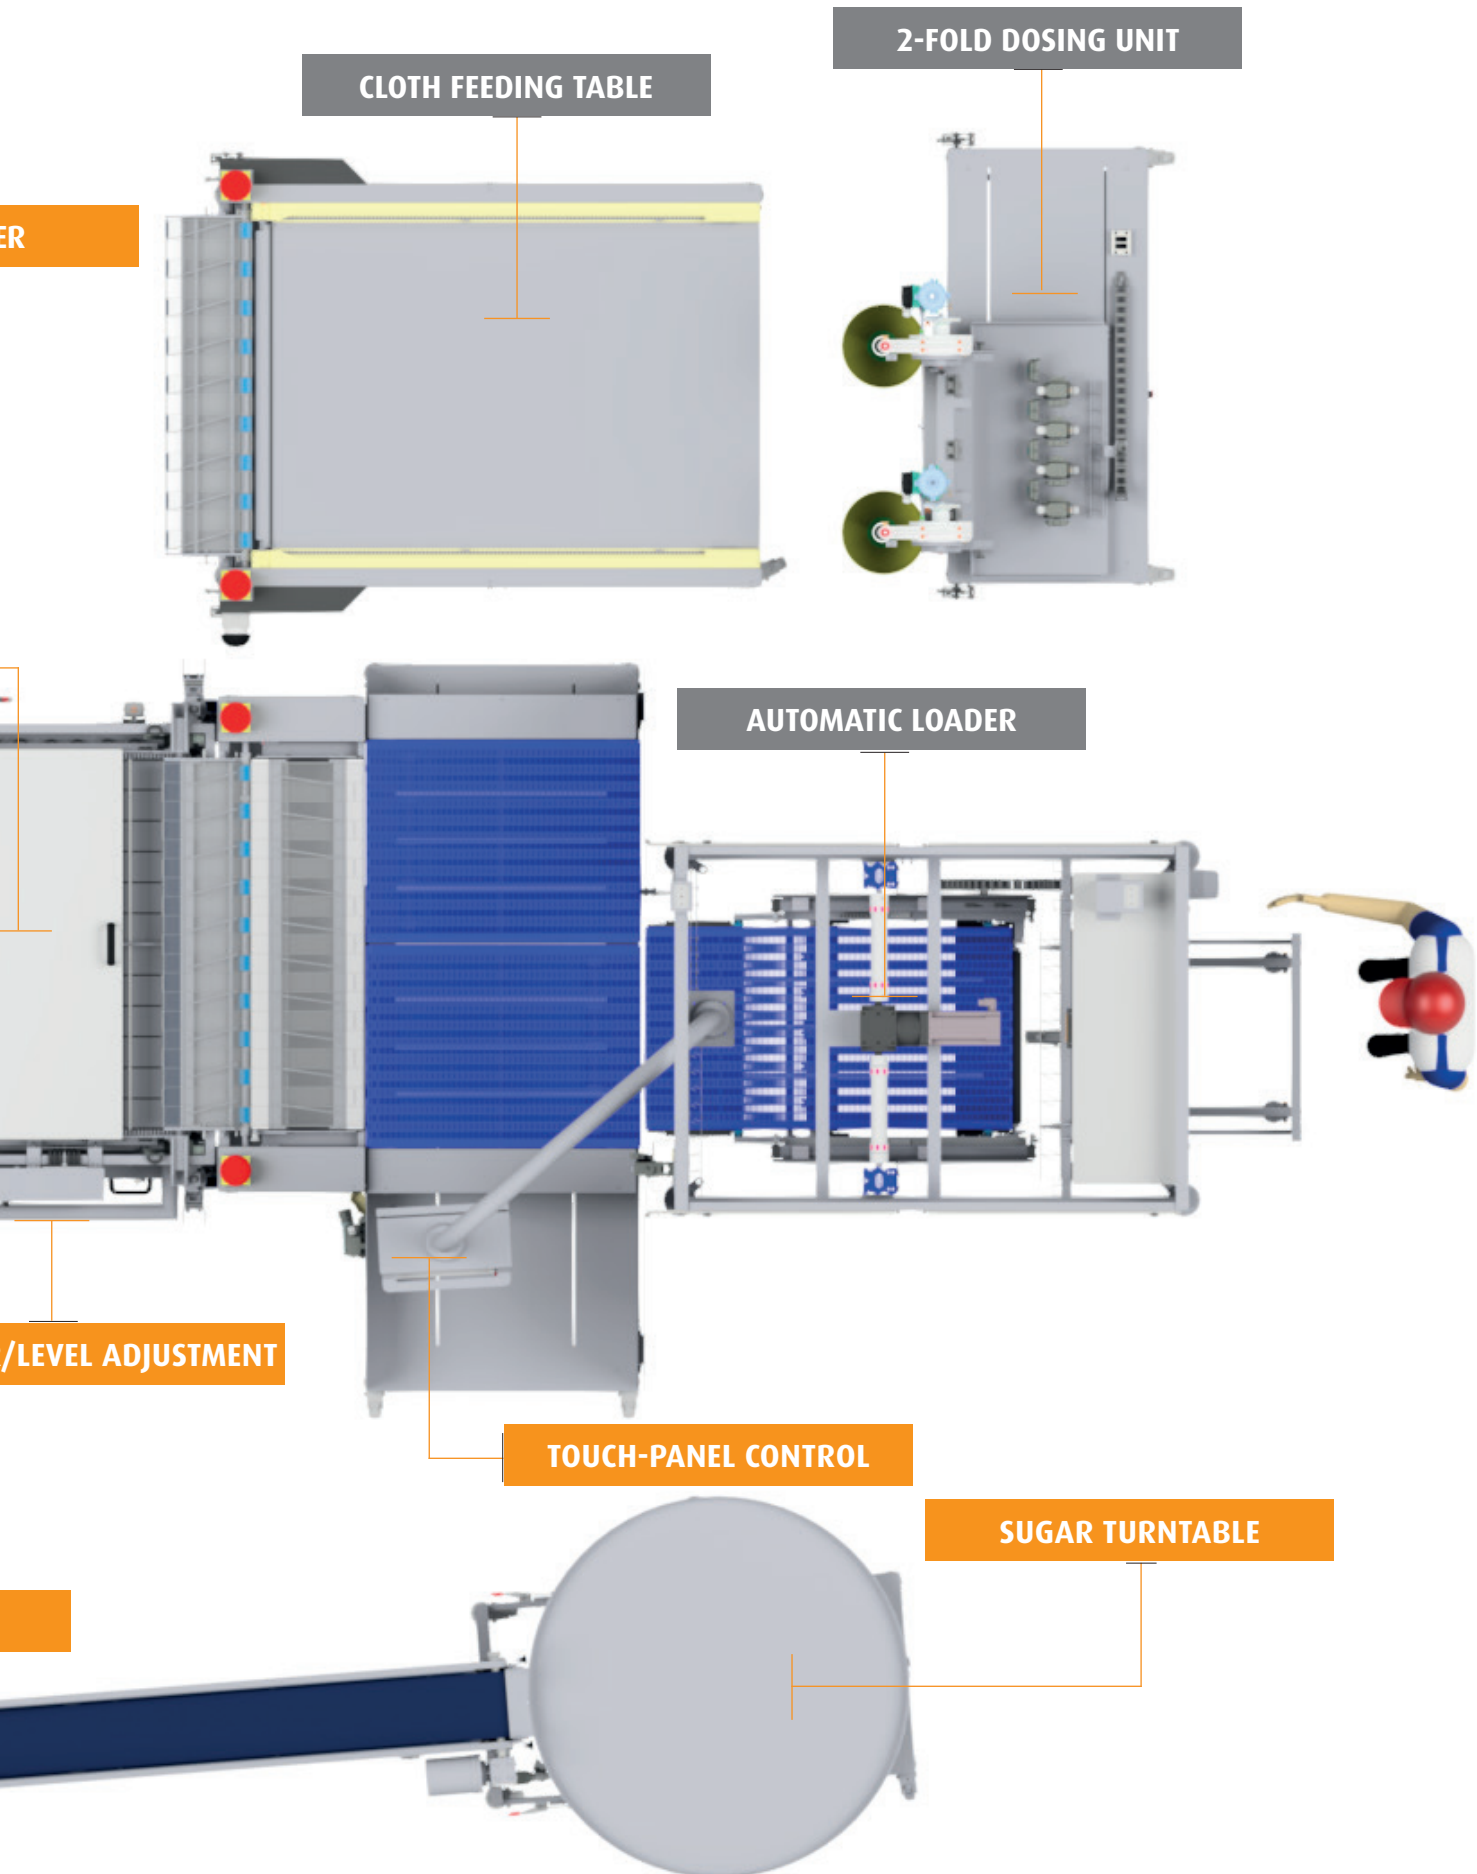 2-FOLD DOSING UNIT
CLOTH FEEDING TABLE
ER
AUTOMATIC LOADER
/LEVEL ADJUSTMENT
TOUCH-PANEL CONTROL
SUGAR TURNTABLE